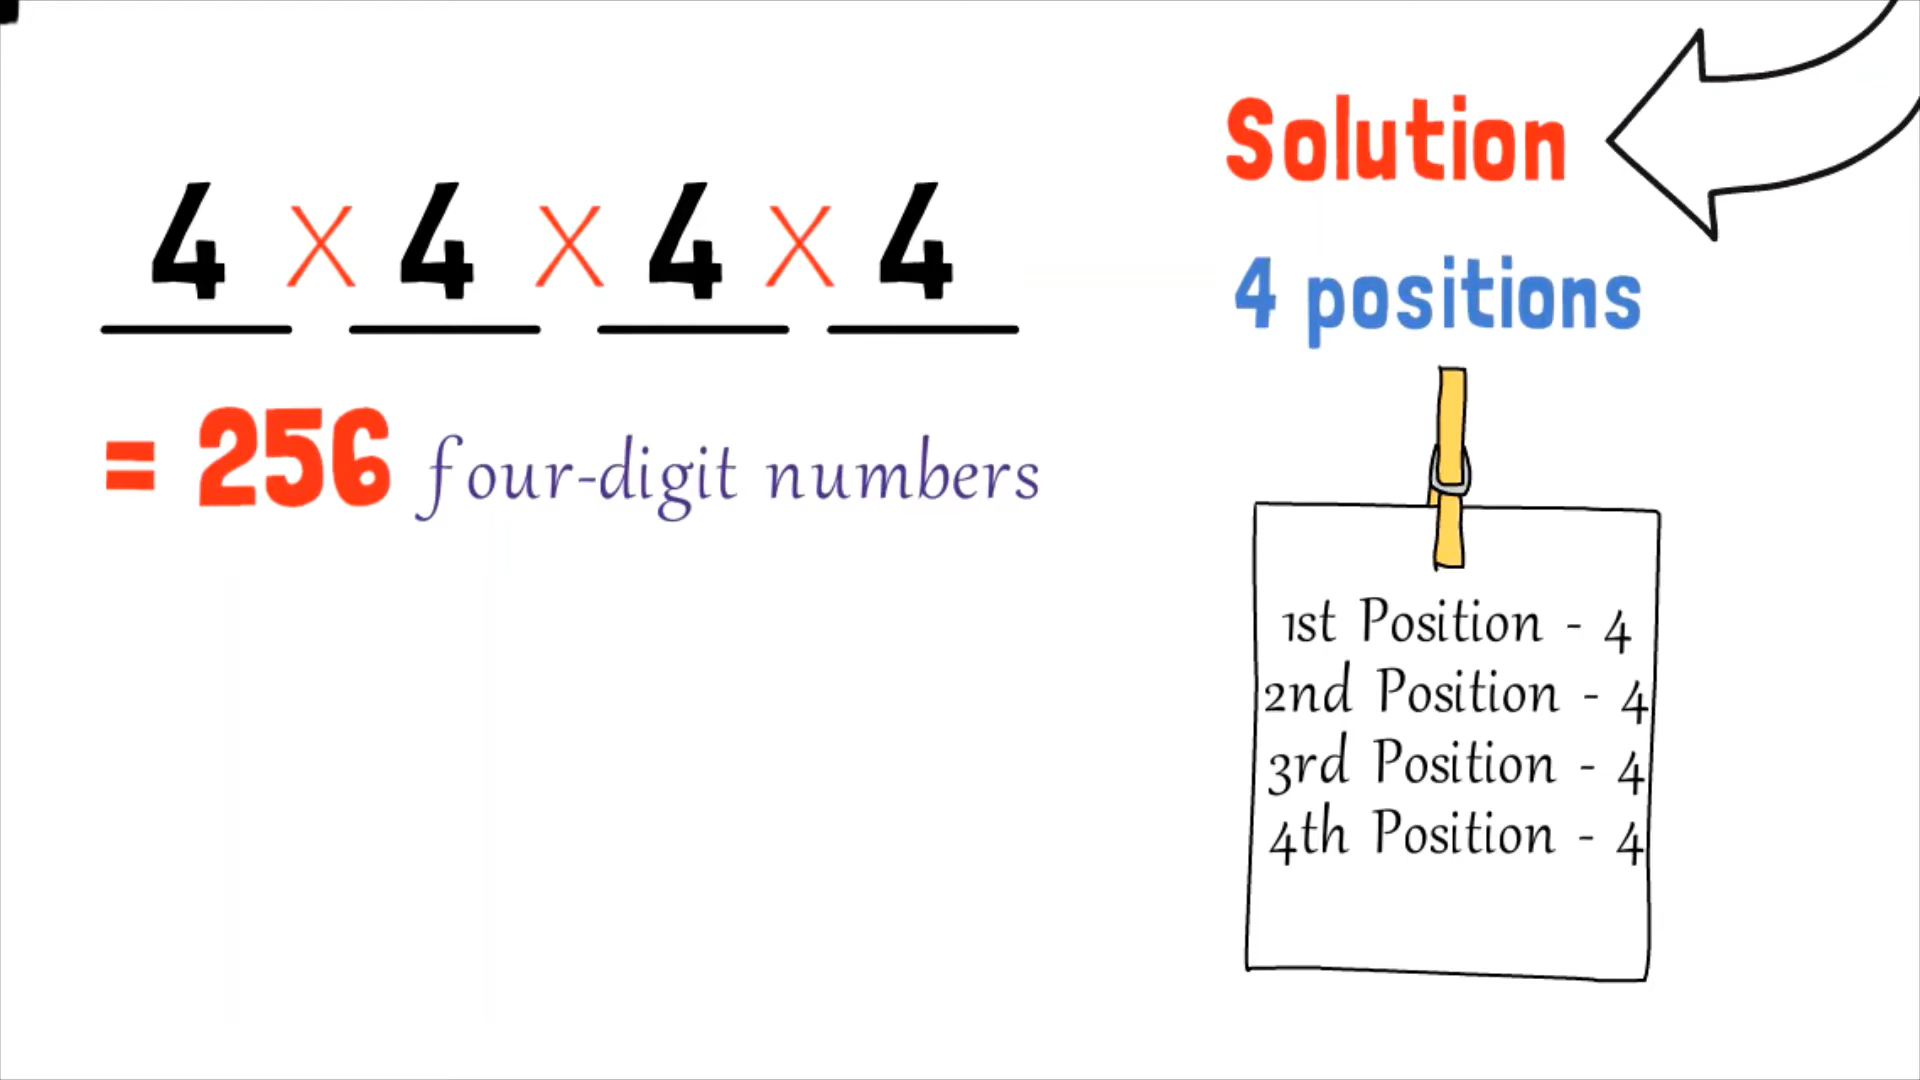 4 X 4 X 4 X 4
= 256 four-digit numbers
Solution
4 positions
1st Position - 4
2nd Position - 4
3rd Position - 4
4th Position - 4